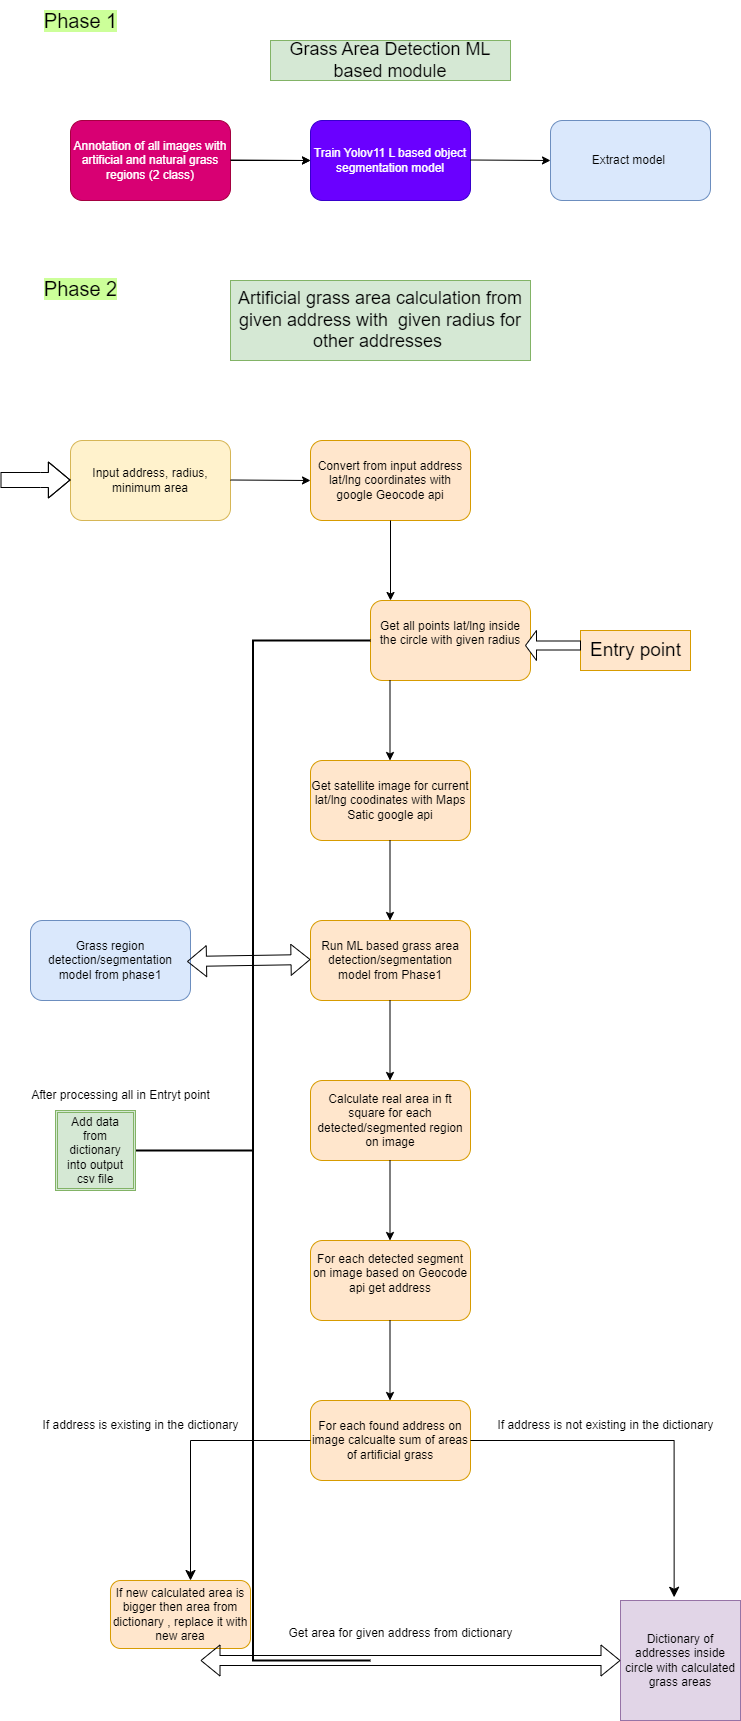 Phase 1
Grass Area Detection ML
based module
Annotation of all images with
artificial and natural grass
regions (2 class)
Train Yolov11 L based object
segmentation model
Extract model
Phase 2
Artificial grass area calculation from
given address with given radius for
other addresses
Input address, radius,
minimum area
Convert from input address
lat/lng coordinates with
google Geocode api
Get all points lat/lng inside
the circle with given radius
Entry point
Get satellite image for current
lat/lng coodinates with Maps
Satic google api
Grass region
detection/segmentation
model from phase1
Run ML based grass area
detection/segmentation
model from Phase1
After processing all in Entryt point
Add data
from
dictionary
into output
csv file
Calculate real area in ft
square for each
detected/segmented region
on image
For each detected segment
on image based on Geocode
api get address
If address is existing in the dictionary
For each found address on
image calcualte sum of areas
of artificial grass
If address is not existing in the dictionary
If new calculated area is
bigger then area from
dictionary , replace it with
new area
Get area for given address from dictionary
Dictionary of
addresses inside
circle with calculated
grass areas